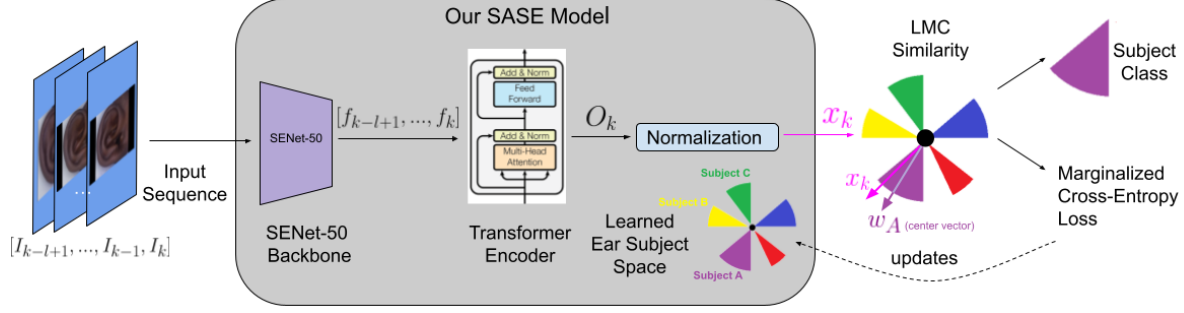 Our SASE Model
LMC
Similarity
Subject
Class
SENet-50
[f_{k-l+1}, ..., f_k]
Add & Norm
Feed
Forward
Add & Norm
Multi-Head
Attention
O_k
Normalization
x_k
Input
Sequence
...
[I_{k-l+1}, ..., I_{k-1}, I_k]
SENet-50
Backbone
Transformer
Encoder
Learned
Ear Subject
Space
Subject C
Subject B
Subject A
x_k
w_A (center vector)
updates
Marginalized
Cross-Entropy
Loss